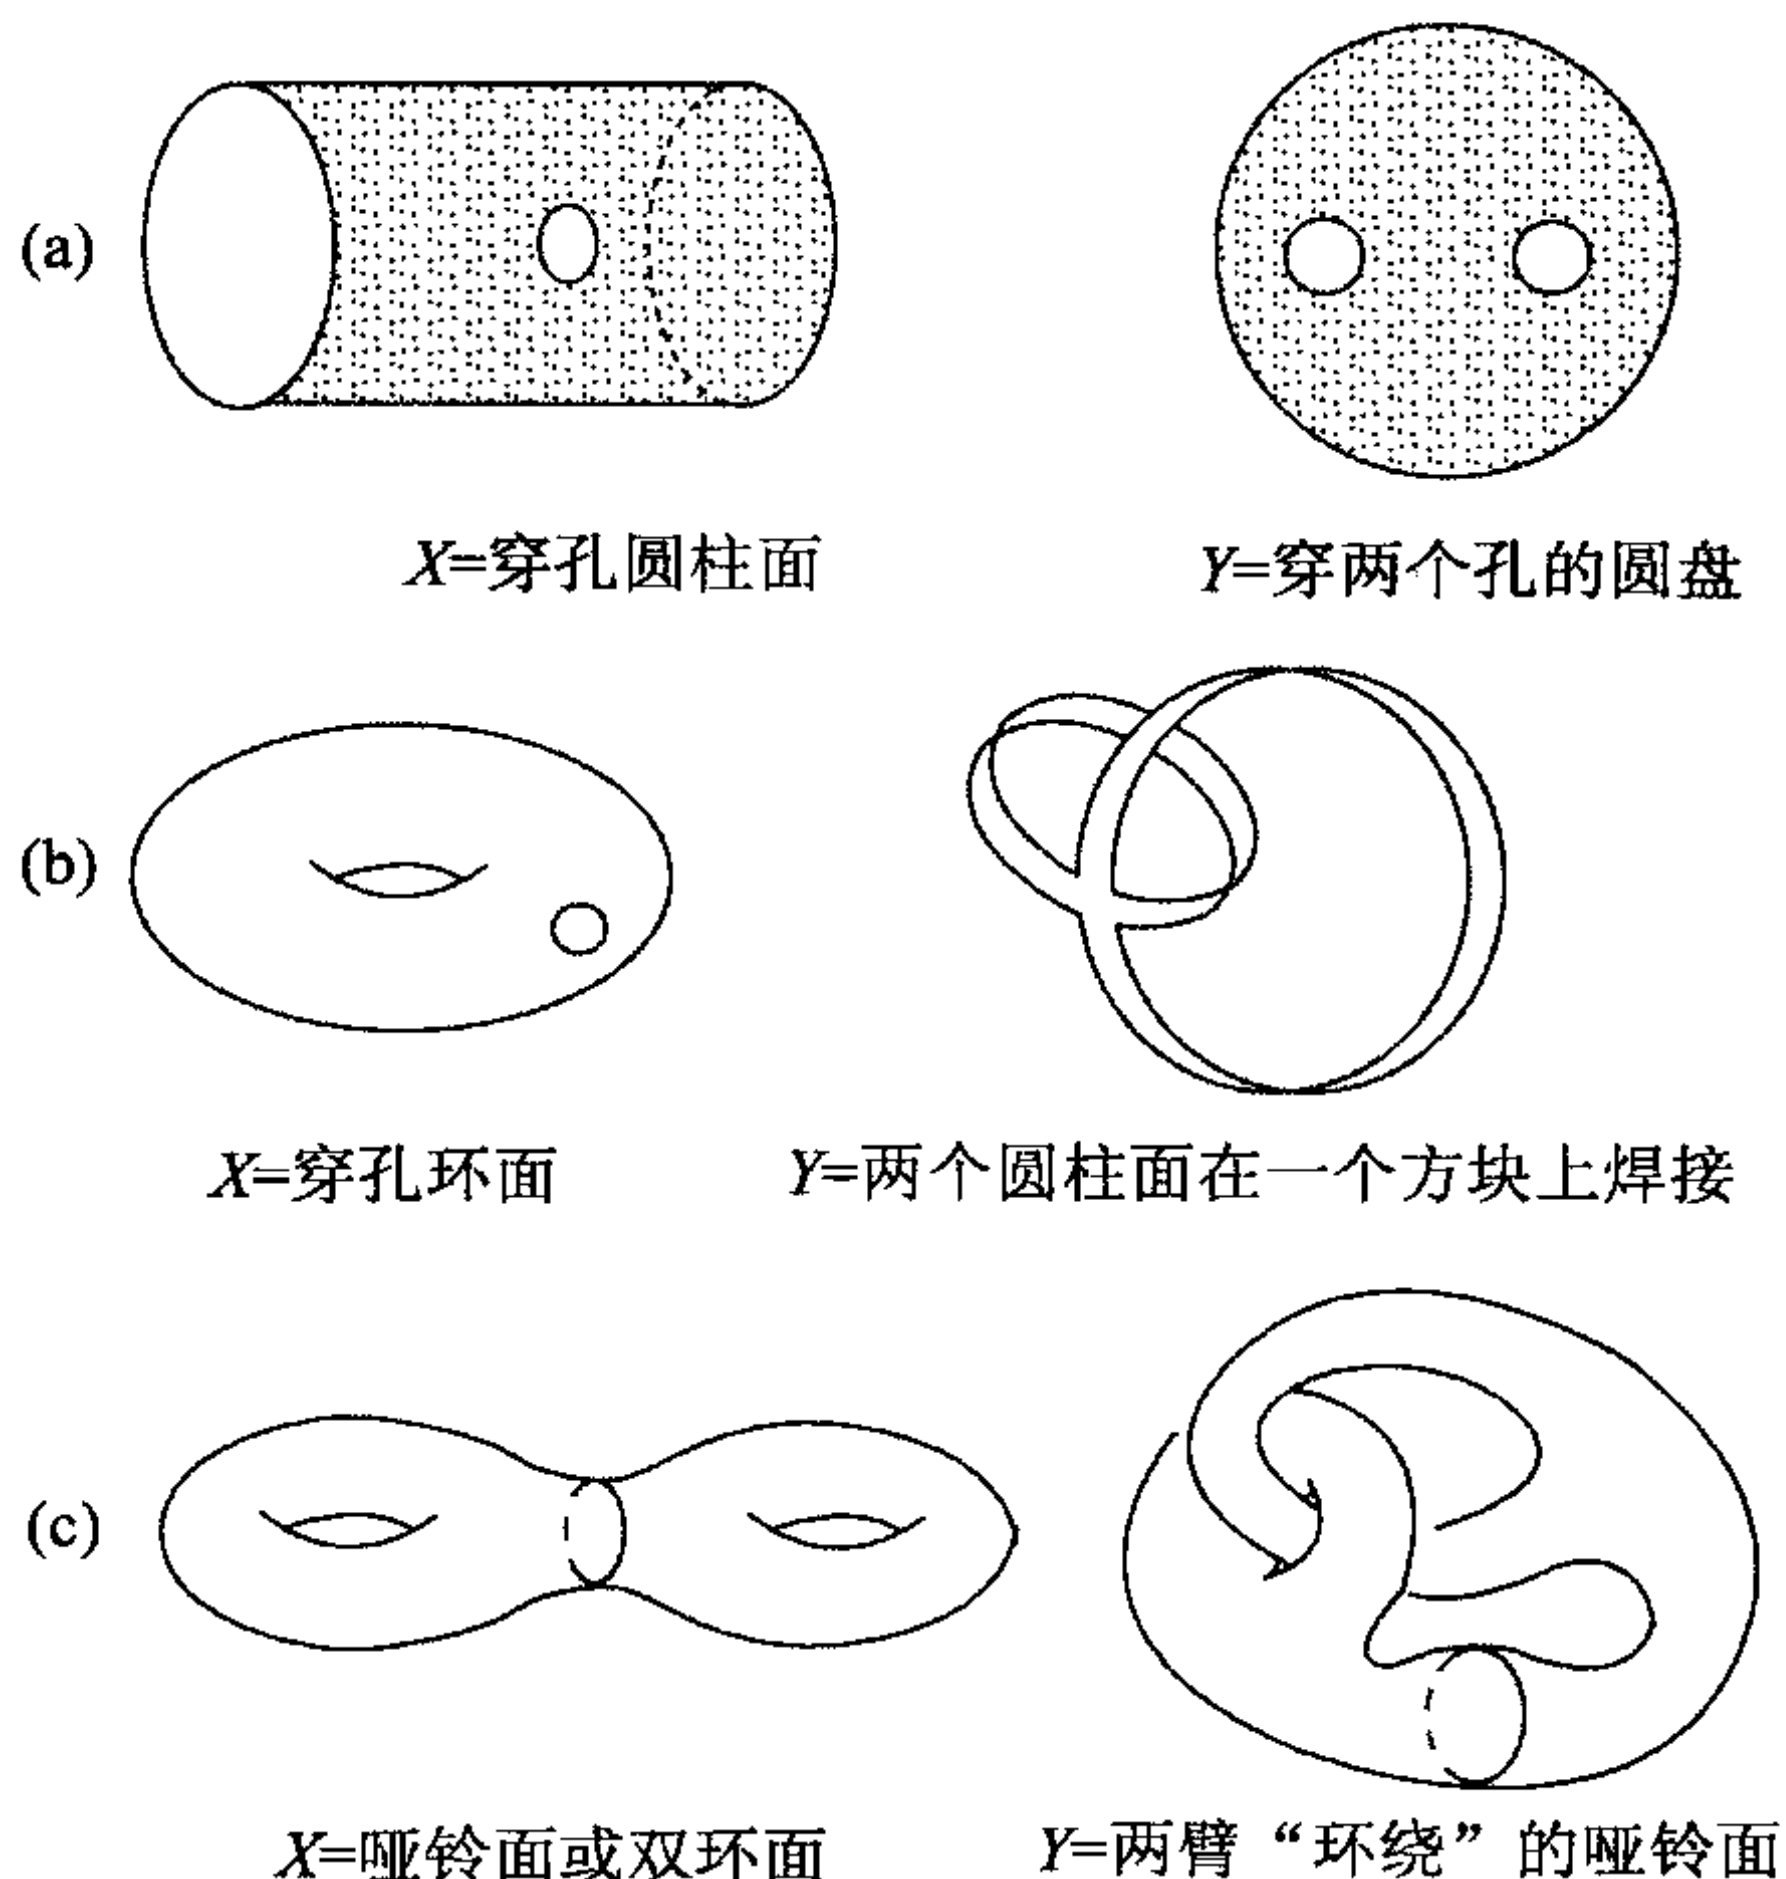 (a)
X=穿孔圆柱面 Y=穿两个孔的圆盘
(b)
X=穿孔环面 Y=两个圆柱面在一个方块上焊接
(c)
X=哑铃面或双环面 Y=两臂“环绕”的哑铃面